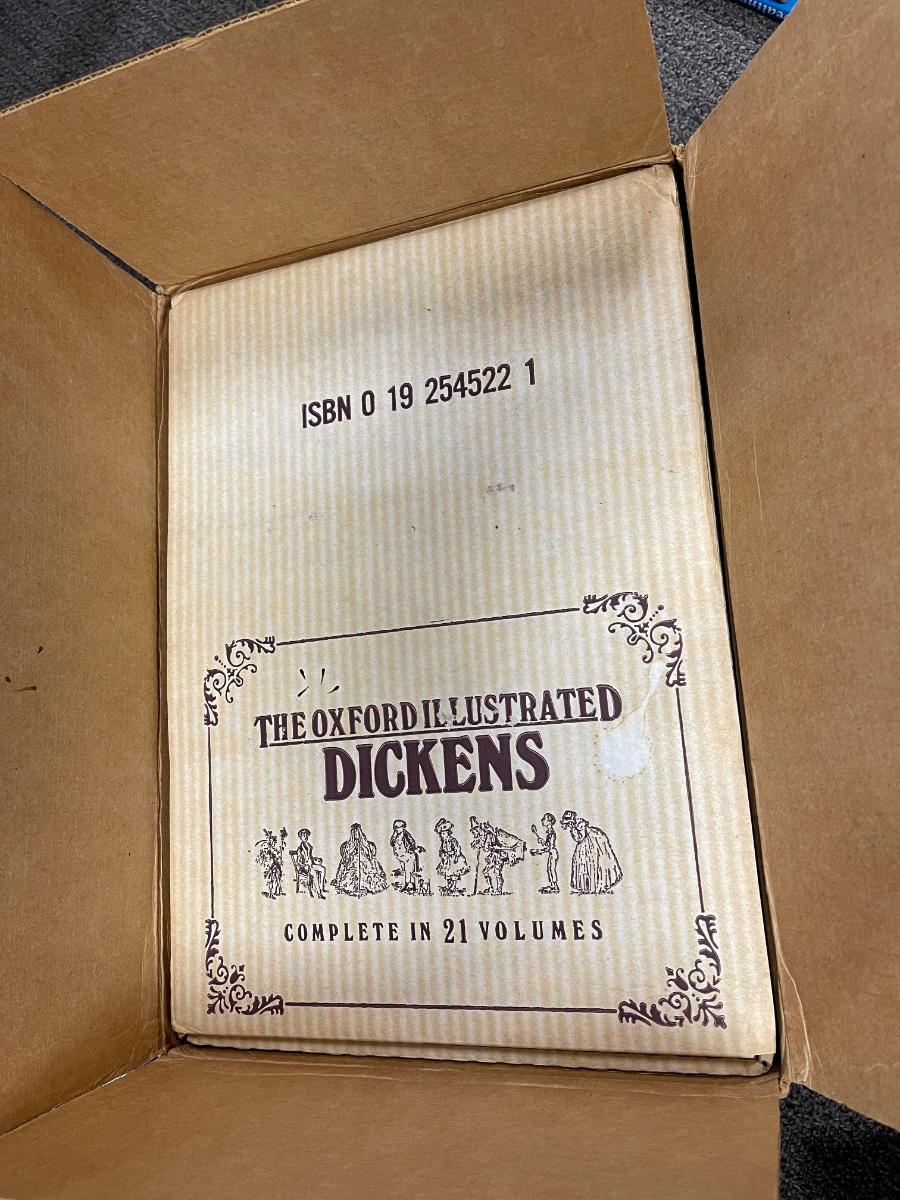 ISBN 0 19 254522 1
THE OXFORD ILLUSTRATED
DICKENS
COMPLETE IN 21 VOLUMES